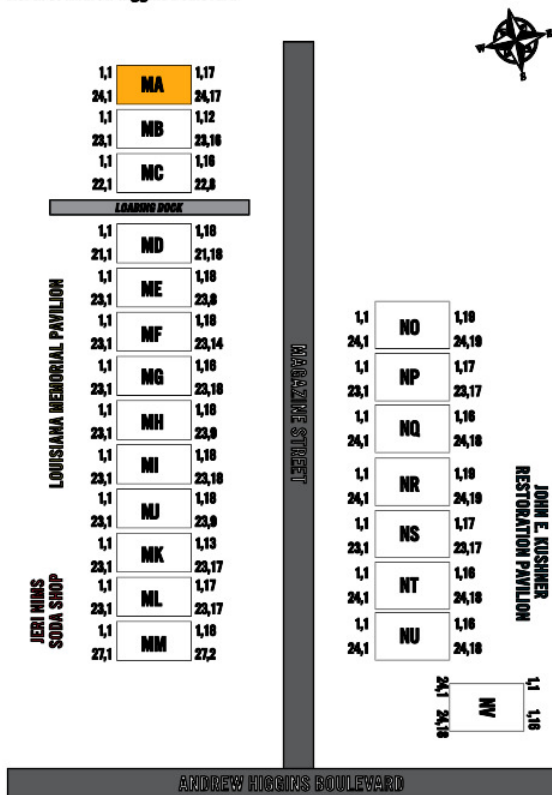 N
W
E
S
1,1 MA 1,17
24,1 24,17
1,1 MB 1,12
23,1 23,16
1,1 MC 1,16
22,1 22,8
LOADING DOCK
1,1 MD 1,18
21,1 21,18
1,1 ME 1,18
23,1 23,8
1,1 MF 1,18
23,1 23,14
1,1 MG 1,16
23,1 23,18
1,1 MH 1,18
23,1 23,9
1,1 MI 1,18
23,1 23,18
1,1 MJ 1,18
23,1 23,9
1,1 MK 1,13
23,1 23,17
1,1 ML 1,17
23,1 23,17
1,1 MM 1,18
27,1 27,2
LOUISIANA MEMORIAL PAVILION
JERI NIMS
SODA SHOP
MAGAZINE STREET
1,1 NO 1,19
24,1 24,19
1,1 NP 1,17
23,1 23,17
1,1 NQ 1,16
24,1 24,18
1,1 NR 1,19
24,1 24,19
1,1 NS 1,17
23,1 23,17
1,1 NT 1,16
24,1 24,18
1,1 NU 1,16
24,1 24,18
JOHN E. KUSHNER
RESTORATION PAVILION
24,1 1,1
NV
24,18 1,16
ANDREW HIGGINS BOULEVARD